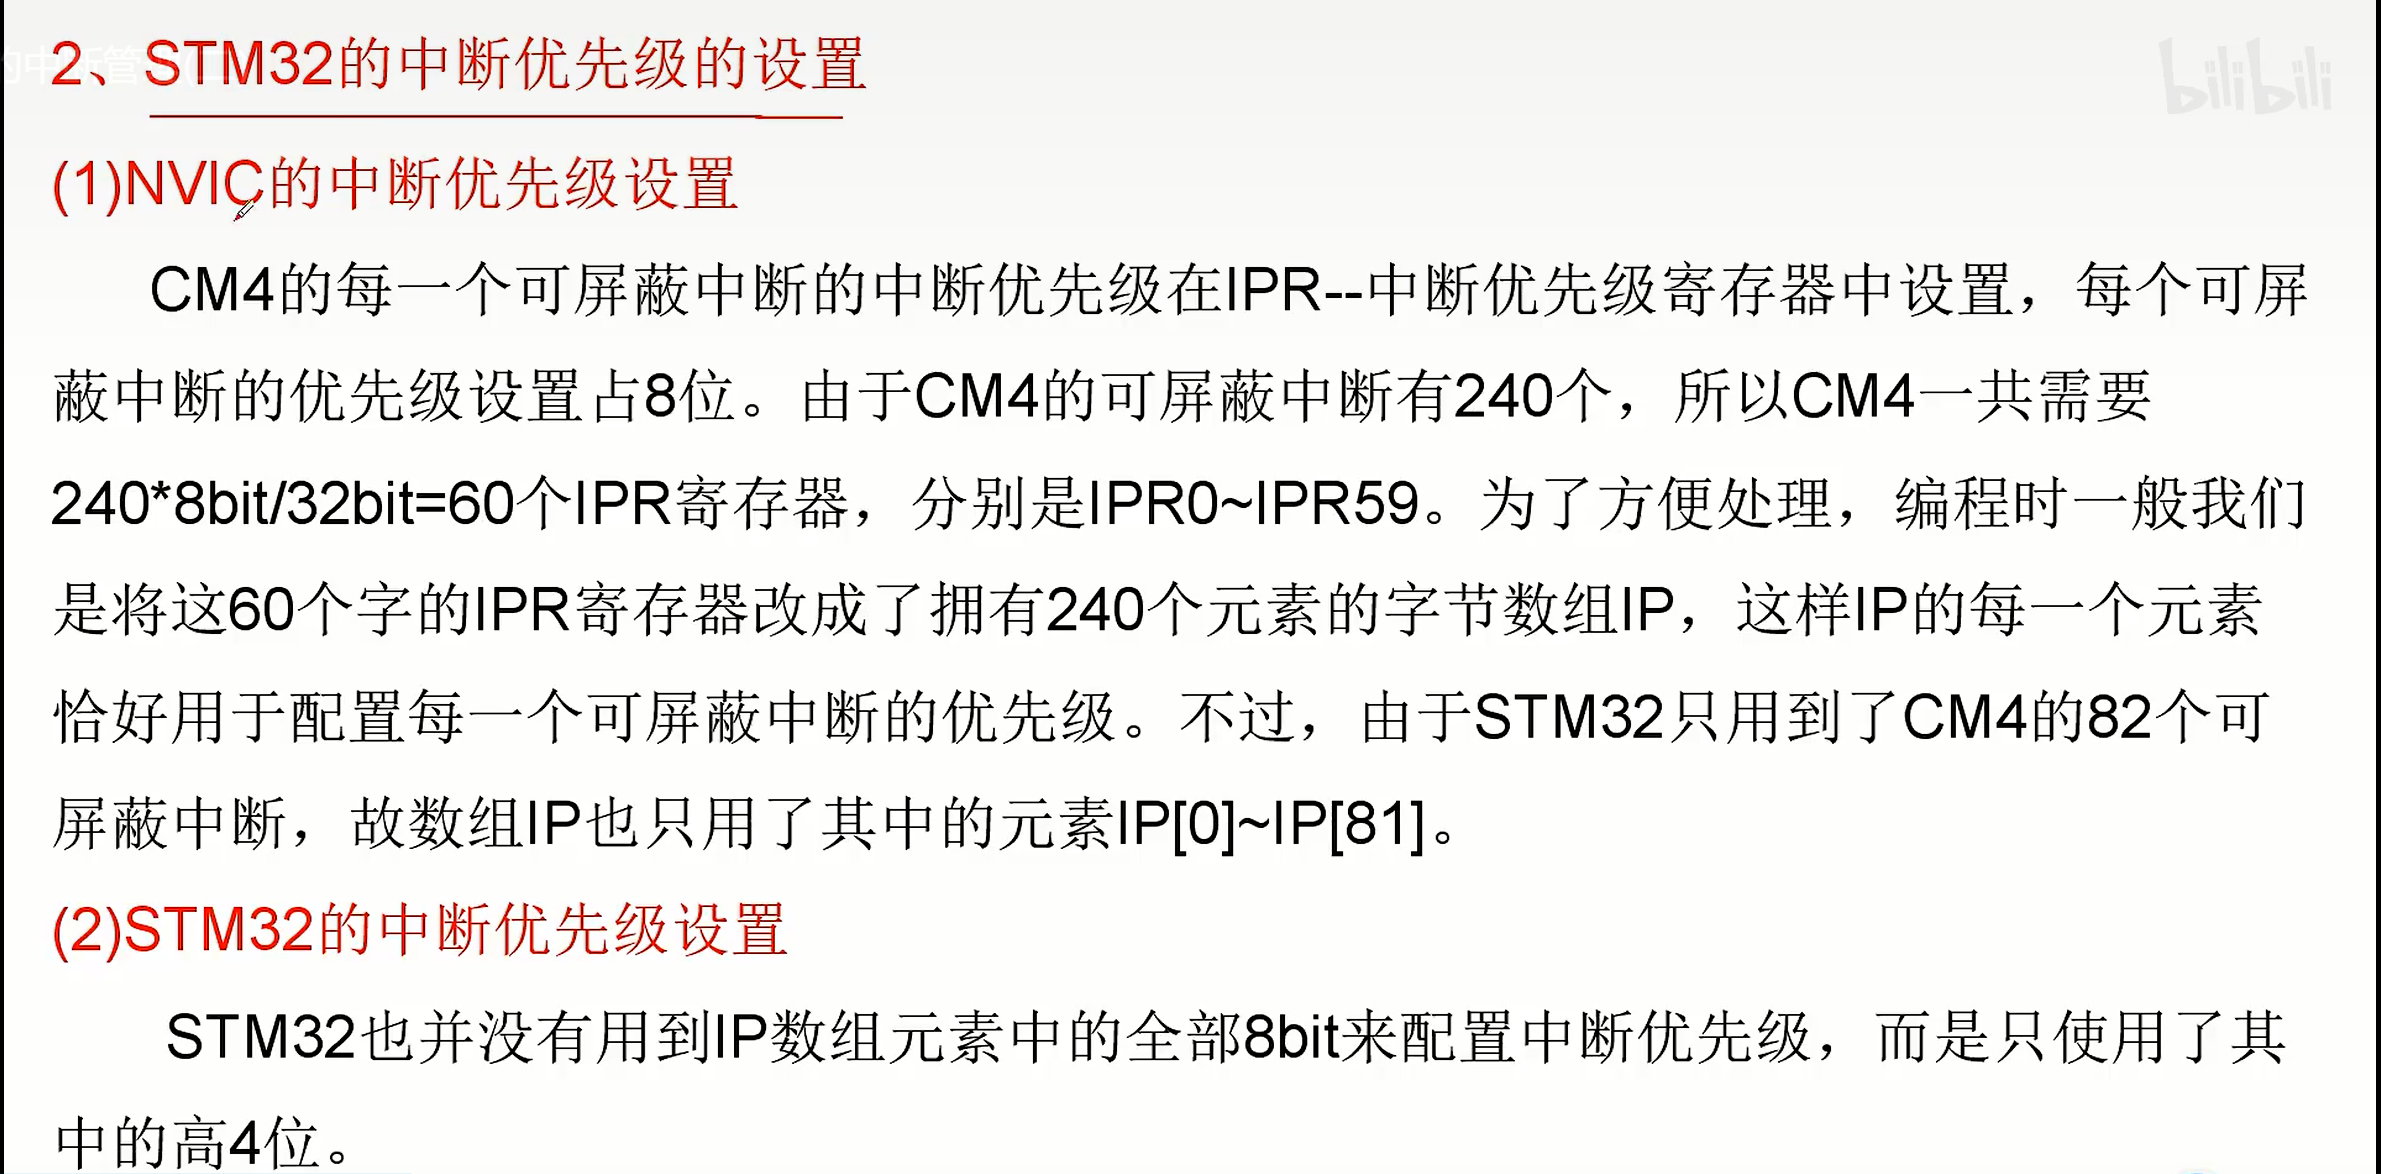 2、STM32的中断优先级的设置
bilibili
(1)NVIC的中断优先级设置
CM4的每一个可屏蔽中断的中断优先级在IPR--中断优先级寄存器中设置，每个可屏
蔽中断的优先级设置占8位。由于CM4的可屏蔽中断有240个，所以CM4一共需要
240*8bit/32bit=60个IPR寄存器，分别是IPR0~IPR59。为了方便处理，编程时一般我们
是将这60个字的IPR寄存器改成了拥有240个元素的字节数组IP，这样IP的每一个元素
恰好用于配置每一个可屏蔽中断的优先级。不过，由于STM32只用到了CM4的82个可
屏蔽中断，故数组IP也只用了其中的元素IP[0]~IP[81]。
(2)STM32的中断优先级设置
STM32也并没有用到IP数组元素中的全部8bit来配置中断优先级，而是只使用了其
中的高4位。